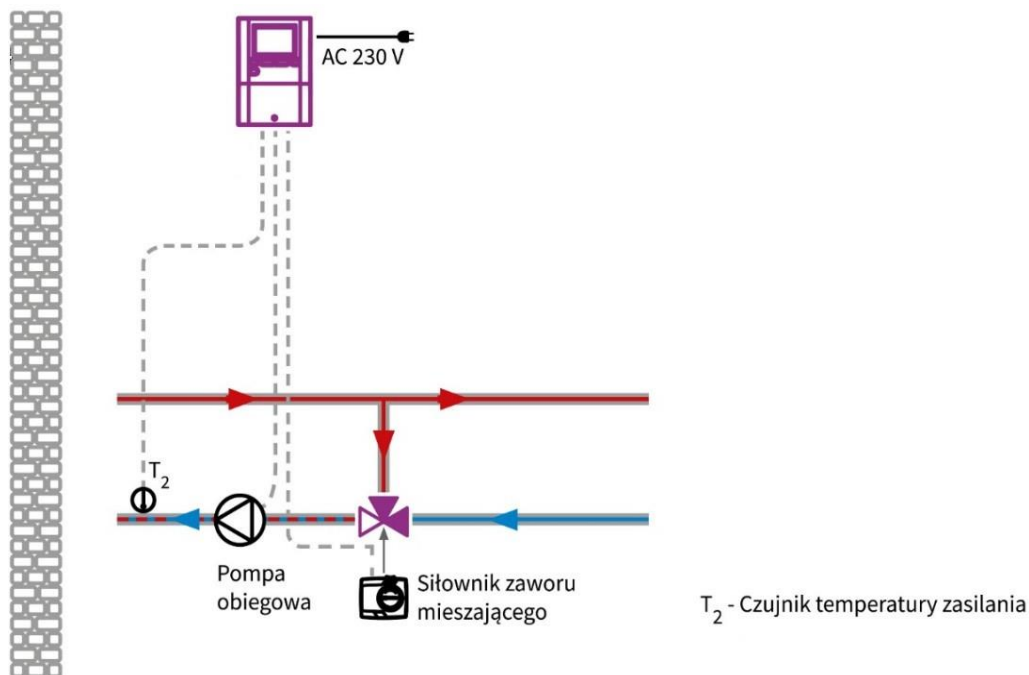 AC 230 V
T2
Pompa
obiegowa
Siłownik zaworu
mieszającego
T2 - Czujnik temperatury zasilania